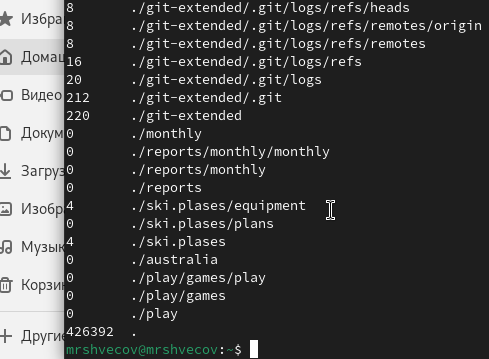 Избра
Домаш
Видео
Докум
Загруз
Изобр
Музык
Корзин
Другие
8 ./git-extended/.git/logs/refs/heads
8 ./git-extended/.git/logs/refs/remotes/origin
8 ./git-extended/.git/logs/refs/remotes
16 ./git-extended/.git/logs/refs
20 ./git-extended/.git/logs
212 ./git-extended/.git
220 ./git-extended
0 ./monthly
0 ./reports/monthly/monthly
0 ./reports/monthly
0 ./reports
4 ./ski.plases/equipment
0 ./ski.plases/plans
4 ./ski.plases
0 ./australia
0 ./play/games/play
0 ./play/games
0 ./play
426392 .
mrshvecov@mrshvecov:~$